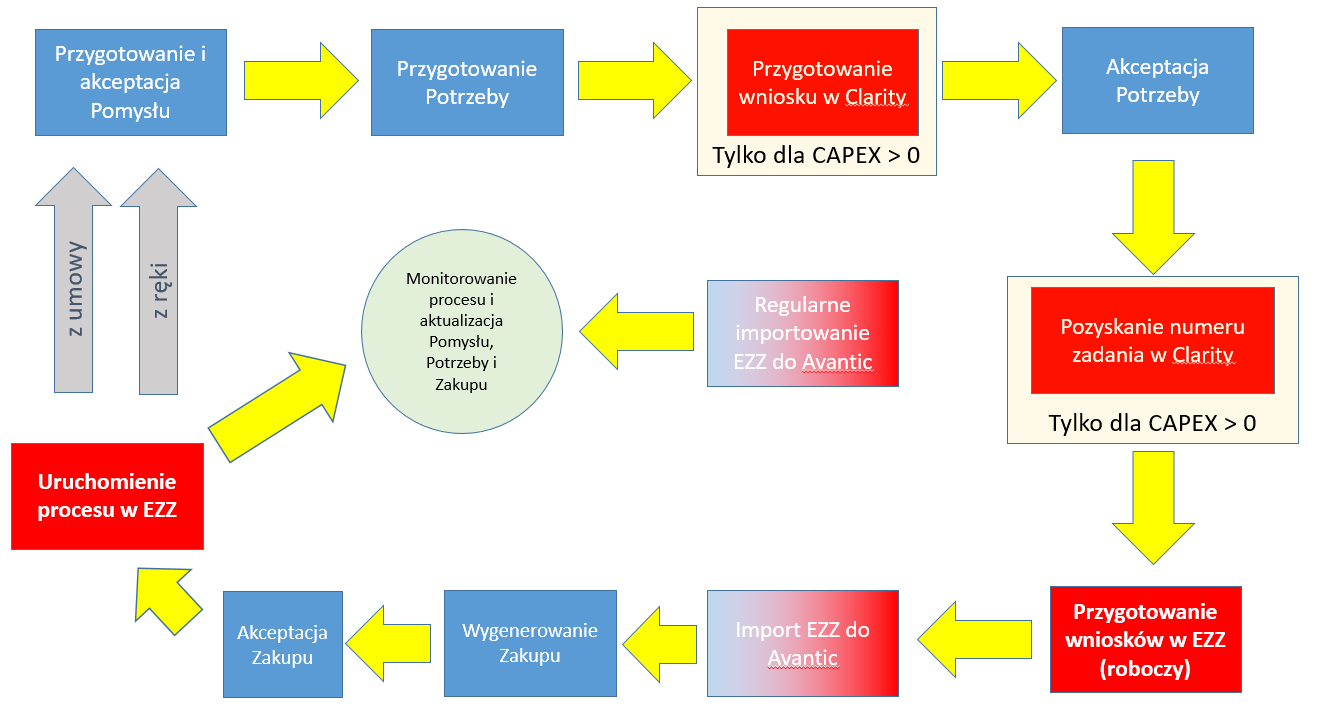 Przygotowanie i
akceptacja
Pomysłu
Przygotowanie
Potrzeby
Przygotowanie
wniosku w Clarity
Tylko dla CAPEX > 0
Akceptacja
Potrzeby
z umowy
z ręki
Monitorowanie
procesu i
aktualizacja
Pomysłu,
Potrzeby i
Zakupu
Regularne
importowanie
EZZ do Avantic
Pozyskanie numeru
zadania w Clarity
Tylko dla CAPEX > 0
Uruchomienie
procesu w EZZ
Akceptacja
Zakupu
Wygenerowanie
Zakupu
Import EZZ do
Avantic
Przygotowanie
wniosków w EZZ
(roboczy)